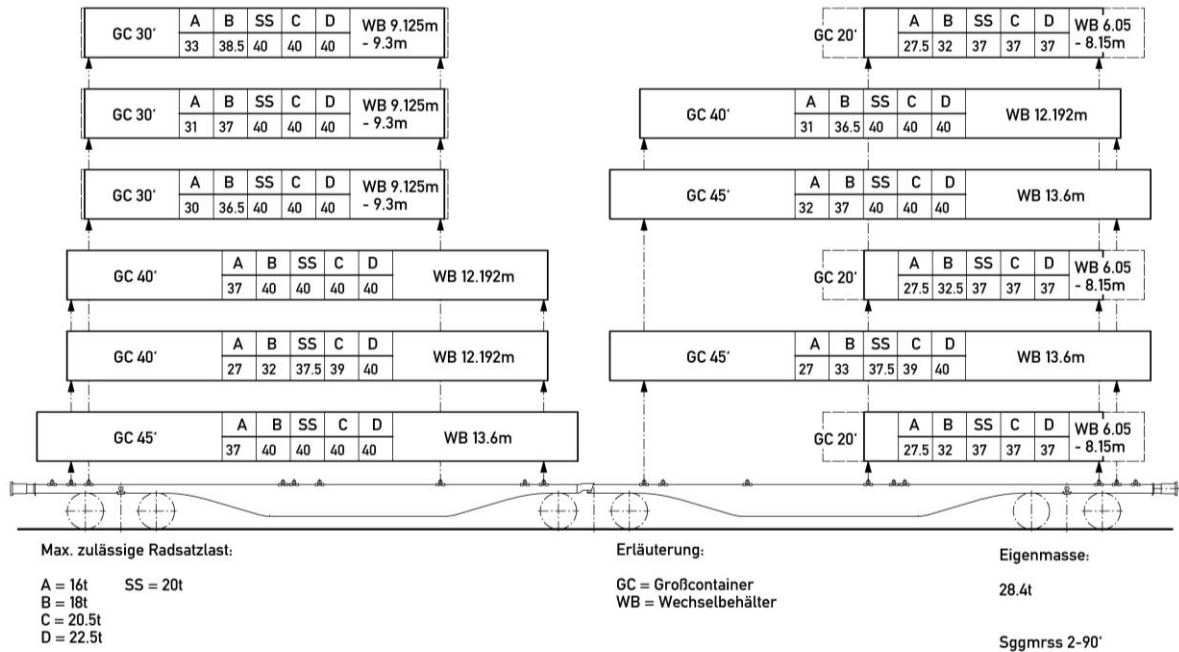 GC 30' A B SS C D WB 9.125m
33 38.5 40 40 40 - 9.3m
GC 20' A B SS C D WB 6.05
27.5 32 37 37 37 - 8.15m
GC 30' A B SS C D WB 9.125m
31 37 40 40 40 - 9.3m
GC 40' A B SS C D WB 12.192m
31 36.5 40 40 40
GC 30' A B SS C D WB 9.125m
30 36.5 40 40 40 - 9.3m
GC 45' A B SS C D WB 13.6m
32 37 40 40 40
GC 40' A B SS C D WB 12.192m
37 40 40 40 40
GC 20' A B SS C D WB 6.05
27.5 32.5 37 37 37 - 8.15m
GC 40' A B SS C D WB 12.192m
27 32 37.5 39 40
GC 45' A B SS C D WB 13.6m
27 33 37.5 39 40
GC 45' A B SS C D WB 13.6m
37 40 40 40 40
GC 20' A B SS C D WB 6.05
27.5 32 37 37 37 - 8.15m
Max. zulässige Radsatzlast:
A = 16t SS = 20t
B = 18t
C = 20.5t
D = 22.5t
Erläuterung:
GC = Großcontainer
WB = Wechselbehälter
Eigenmasse:
28.4t
Sggmrss 2-90'